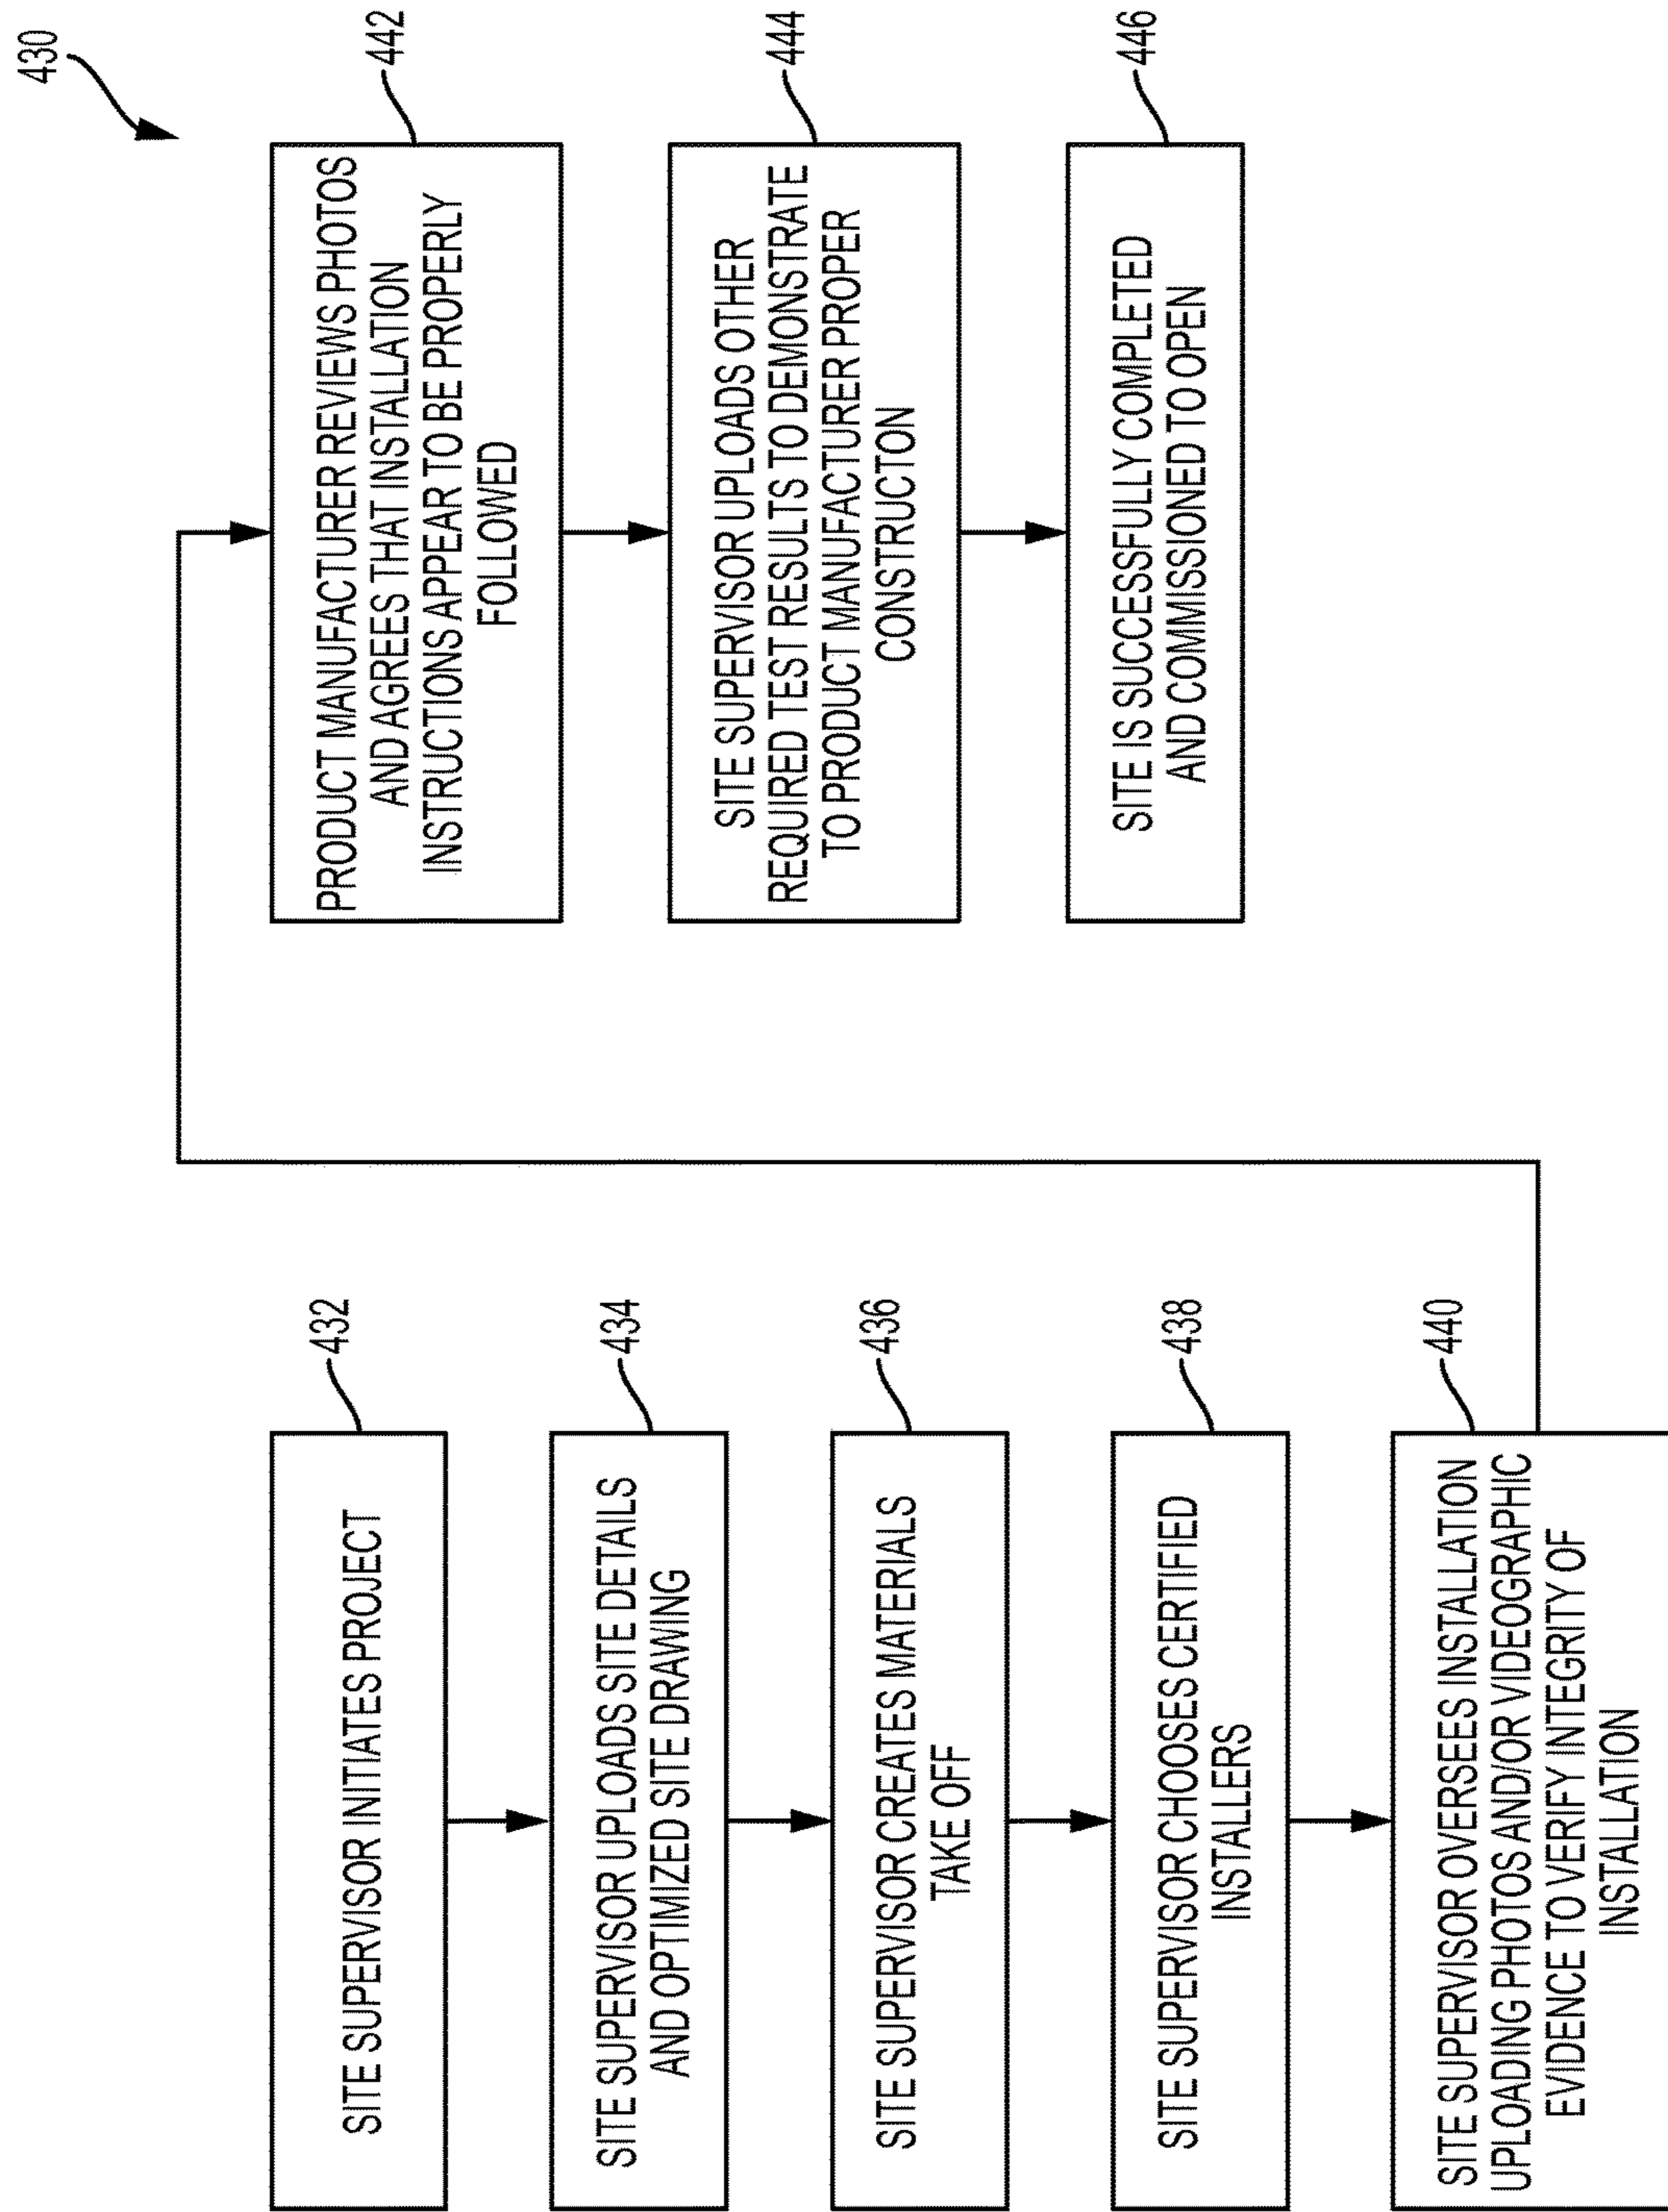 430
SITE SUPERVISOR INITIATES PROJECT
432
SITE SUPERVISOR UPLOADS SITE DETAILS
AND OPTIMIZED SITE DRAWING
434
SITE SUPERVISOR CREATES MATERIALS
TAKE OFF
436
SITE SUPERVISOR CHOOSES CERTIFIED
INSTALLERS
438
SITE SUPERVISOR OVERSEES INSTALLATION
UPLOADING PHOTOS AND/OR VIDEOGRAPHIC
EVIDENCE TO VERIFY INTEGRITY OF
INSTALLATION
440
PRODUCT MANUFACTURER REVIEWS PHOTOS
AND AGREES THAT INSTALLATION
INSTRUCTIONS APPEAR TO BE PROPERLY
FOLLOWED
442
SITE SUPERVISOR UPLOADS OTHER
REQUIRED TEST RESULTS TO DEMONSTRATE
TO PRODUCT MANUFACTURER PROPER
CONSTRUCTON
444
SITE IS SUCCESSFULLY COMPLETED
AND COMMISSIONED TO OPEN
446